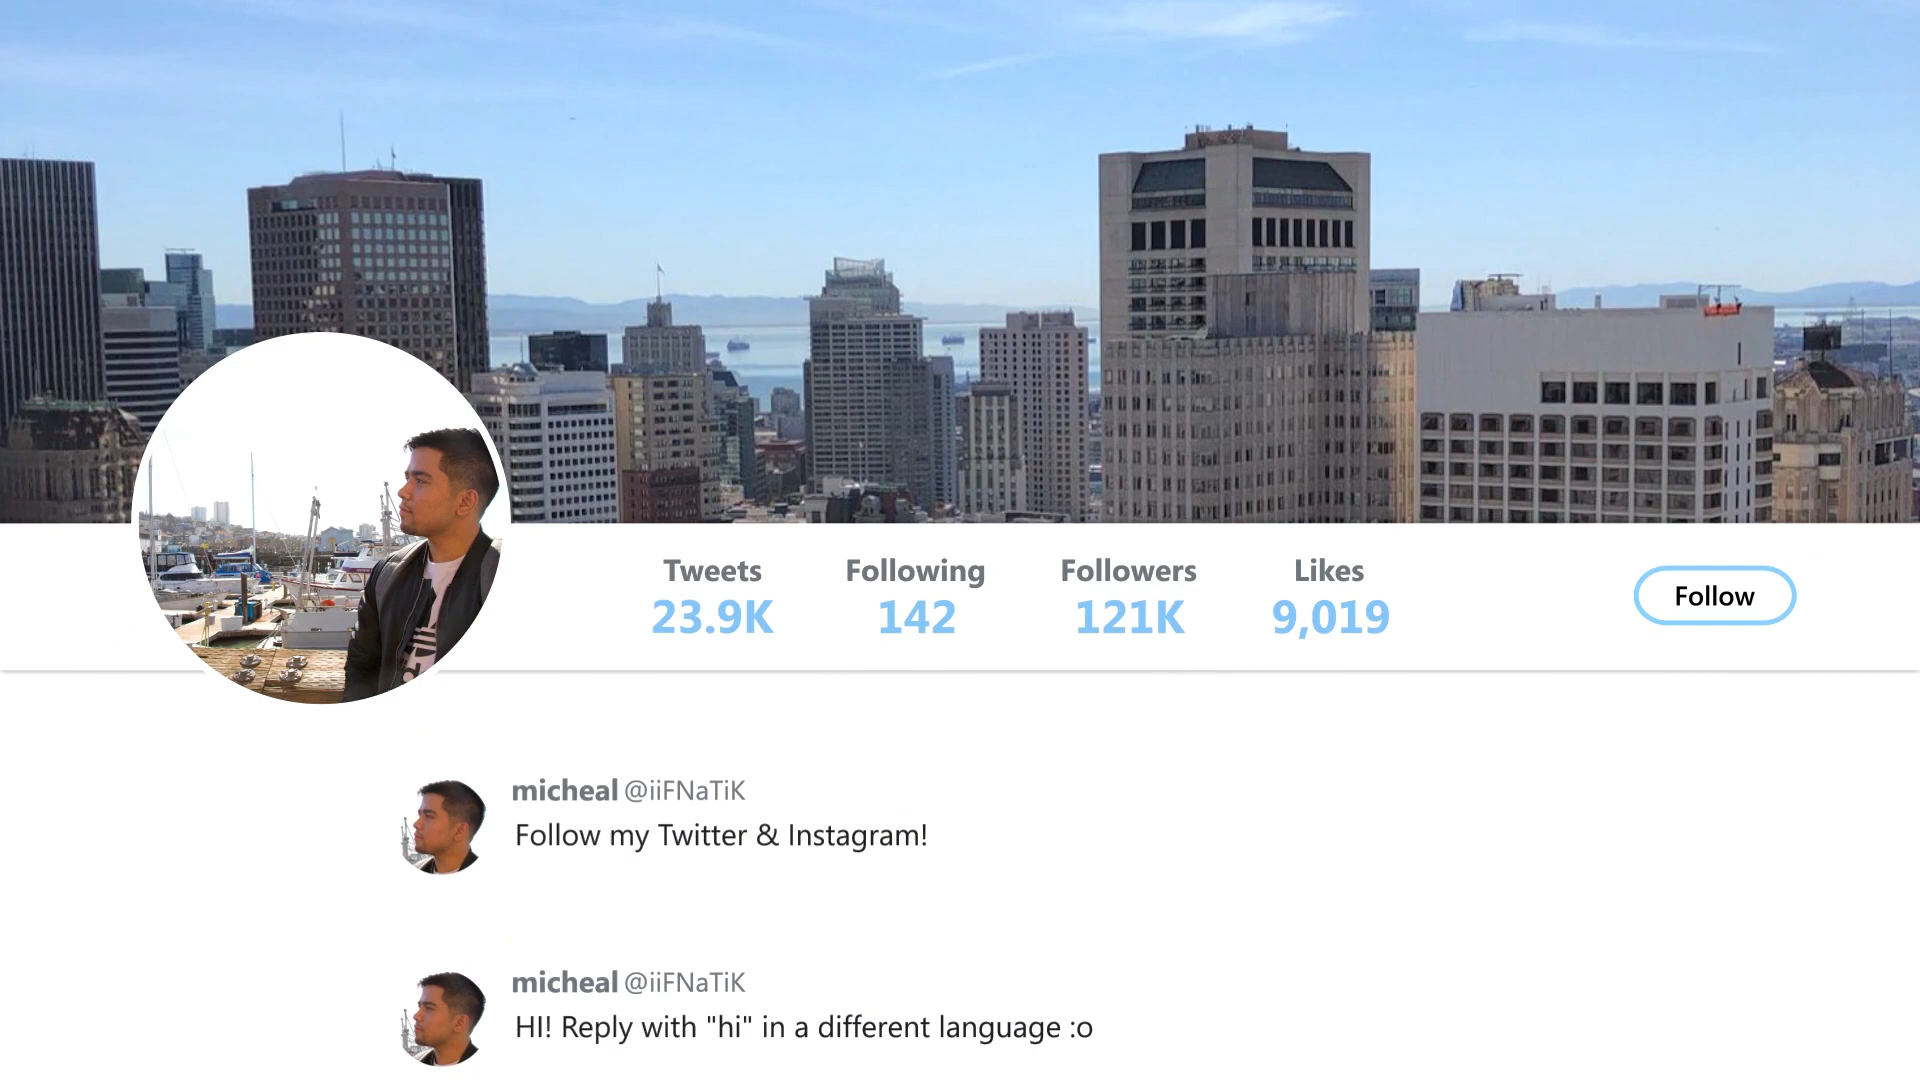 Tweets Following Followers Likes
23.9K 142 121K 9,019
Follow
micheal @iiFNaTiK
Follow my Twitter & Instagram!
micheal @iiFNaTiK
HI! Reply with "hi" in a different language :o